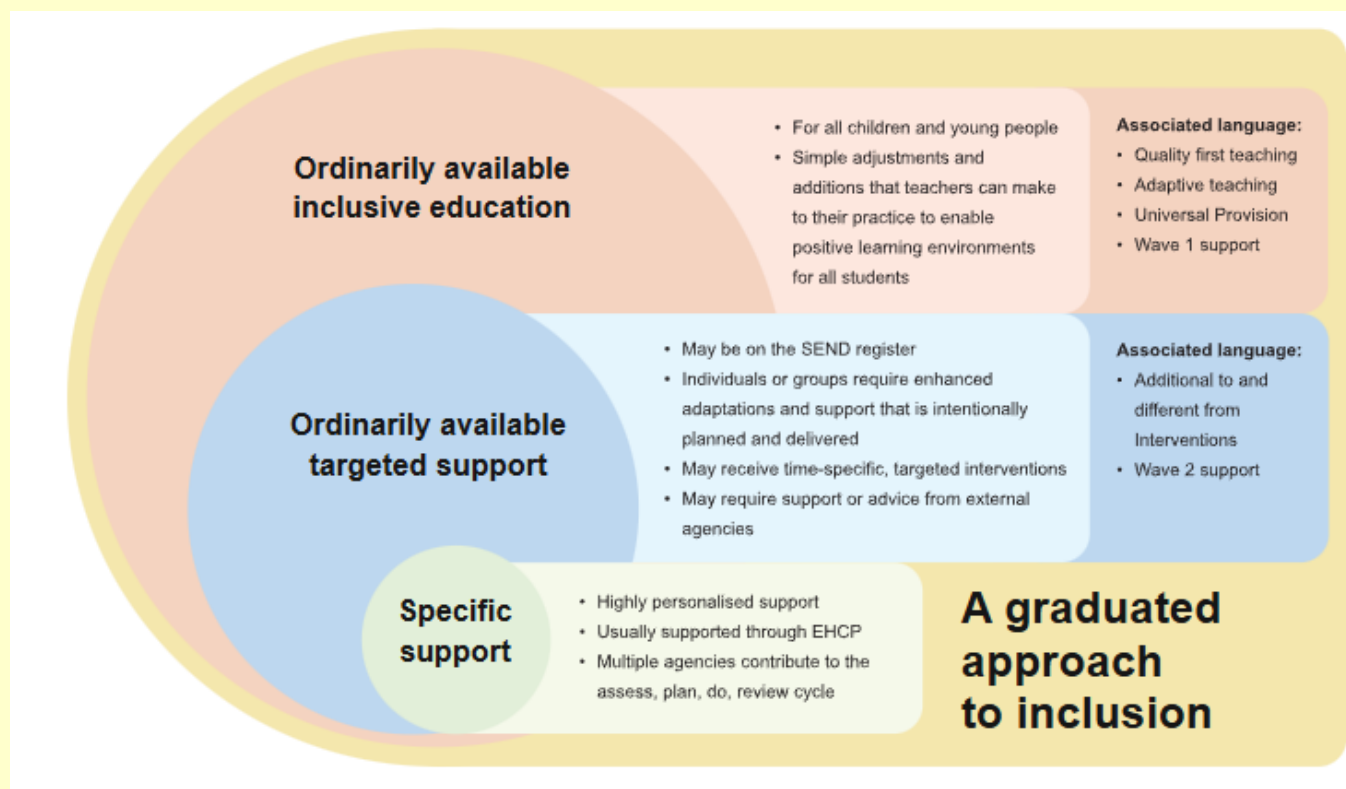 Ordinarily available
inclusive education
• For all children and young people
• Simple adjustments and
additions that teachers can make
to their practice to enable
positive learning environments
for all students
Associated language:
• Quality first teaching
• Adaptive teaching
• Universal Provision
• Wave 1 support
Ordinarily available
targeted support
• May be on the SEND register
• Individuals or groups require enhanced
adaptations and support that is intentionally
planned and delivered
• May receive time-specific, targeted interventions
• May require support or advice from external
agencies
Associated language:
• Additional to and
different from
Interventions
• Wave 2 support
Specific
support
• Highly personalised support
• Usually supported through EHCP
• Multiple agencies contribute to the
assess, plan, do, review cycle
A graduated
approach
to inclusion